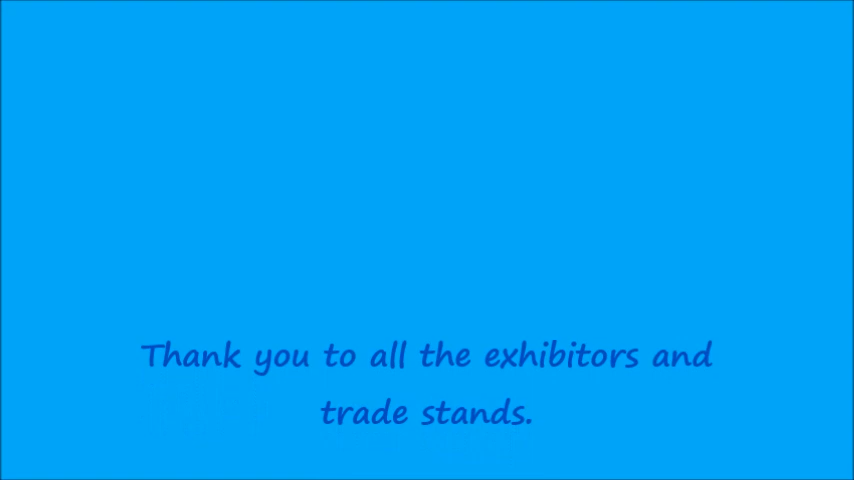 Thank you to all the exhibitors and
trade stands.